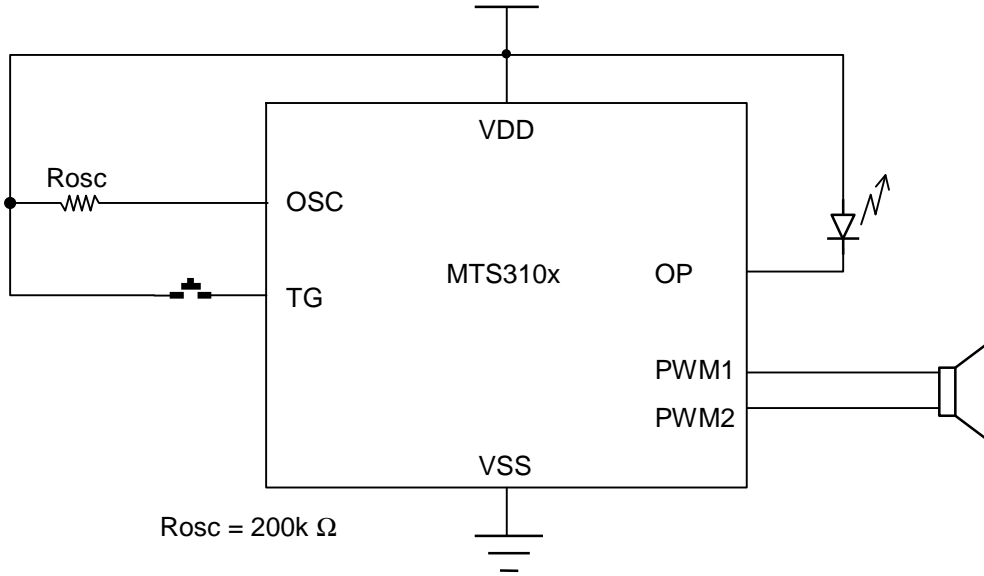 VDD
Rosc
OSC
MTS310x
OP
TG
PWM1
PWM2
VSS
Rosc = 200k Ω